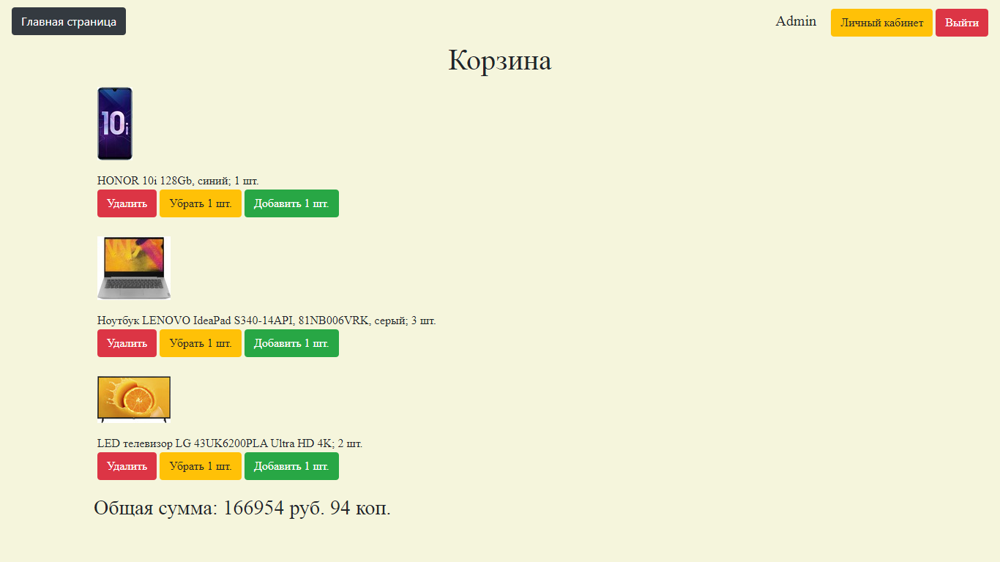 Главная страница
Admin
Личный кабинет
Выйти
Корзина
10i
HONOR 10i 128Gb, синий; 1 шт.
Удалить
Убрать 1 шт.
Добавить 1 шт.
Ноутбук LENOVO IdeaPad S340-14API, 81NB006VRK, серый; 3 шт.
Удалить
Убрать 1 шт.
Добавить 1 шт.
LED телевизор LG 43UK6200PLA Ultra HD 4K; 2 шт.
Удалить
Убрать 1 шт.
Добавить 1 шт.
Общая сумма: 166954 руб. 94 коп.